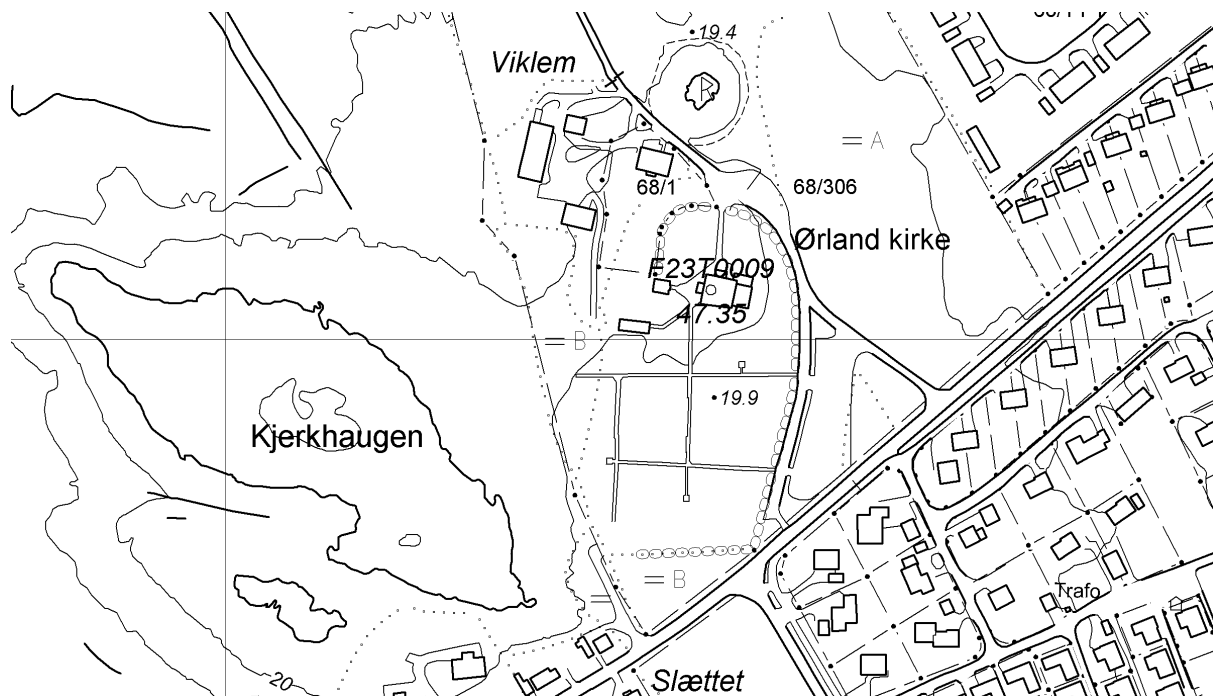 19.4
Viklem
R
= A
68/1
68/306
Ørland kirke
F23T0009
47.35
= B
19.9
Kjerkhaugen
= B
=
Trafo
20
Slættet